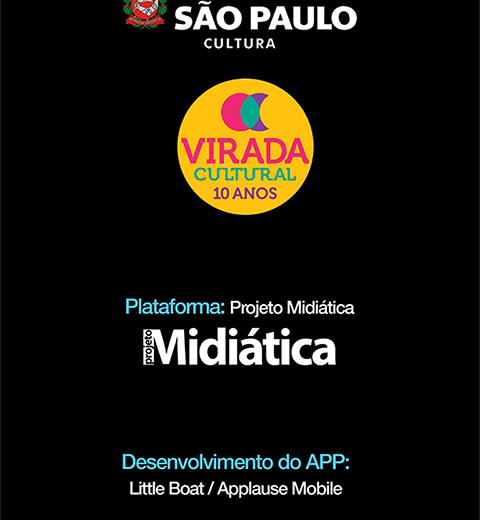 SÃO PAULO
CULTURA
VIRADA
CULTURAL
10 ANOS
Plataforma: Projeto Midiática
projeto Midiática
Desenvolvimento do APP:
Little Boat / Applause Mobile